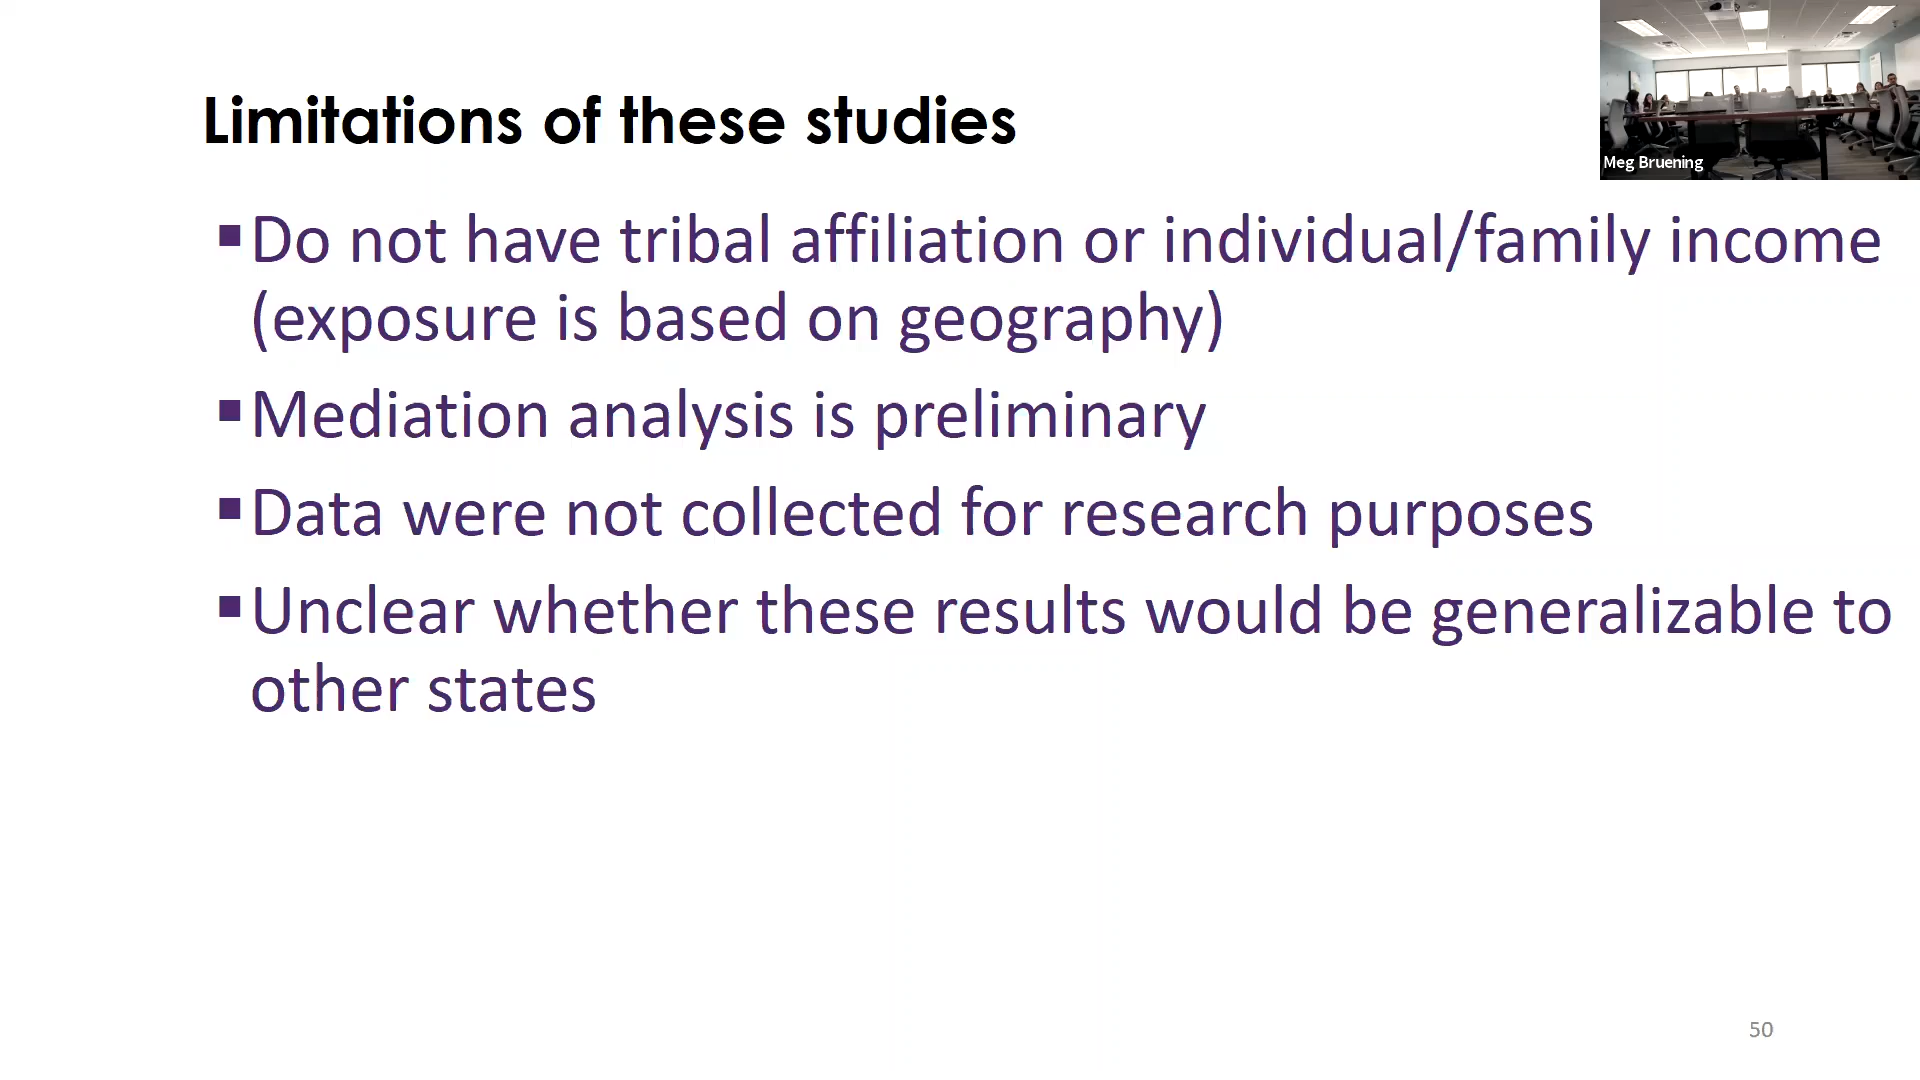 Limitations of these studies
Meg Bruening
▪Do not have tribal affiliation or individual/family income
(exposure is based on geography)
▪Mediation analysis is preliminary
▪Data were not collected for research purposes
▪Unclear whether these results would be generalizable to
other states
50